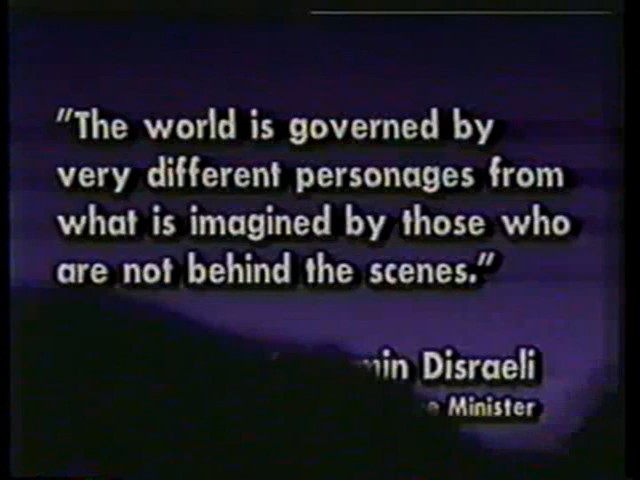 "The world is governed by
very different personages from
what is imagined by those who
are not behind the scenes."
Disraeli
Minister